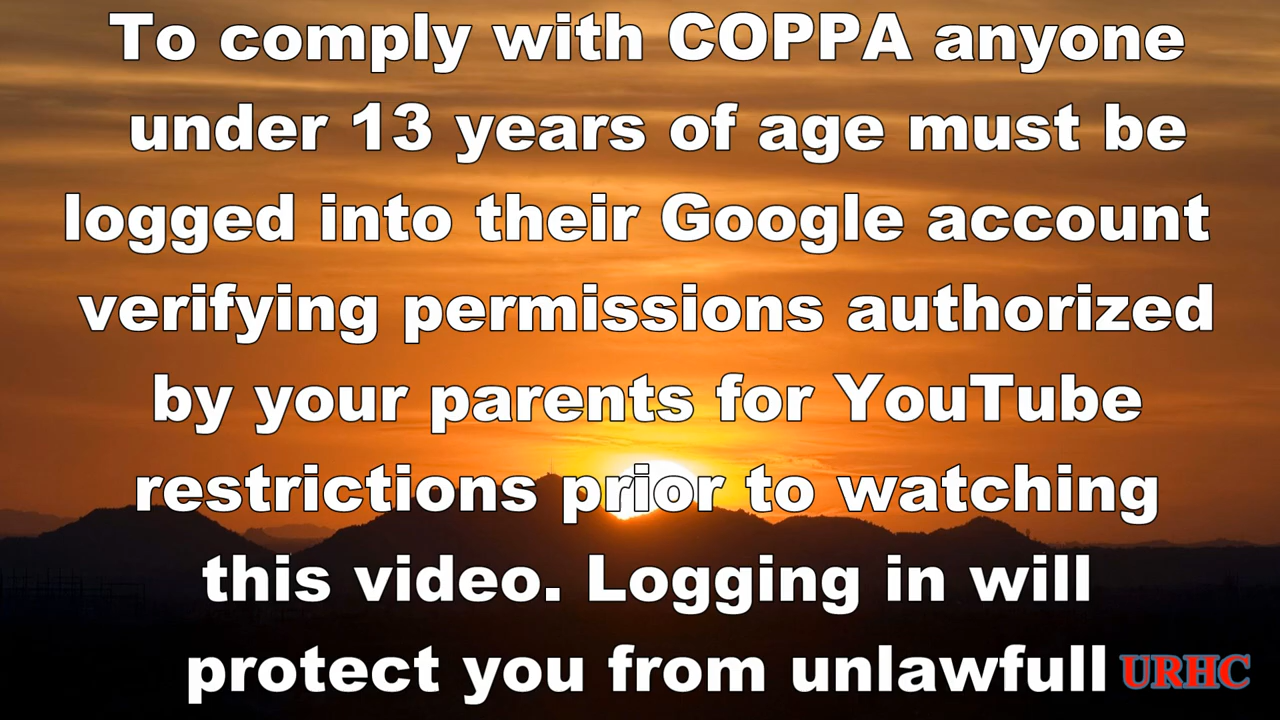 To comply with COPPA anyone
under 13 years of age must be
logged into their Google account
verifying permissions authorized
by your parents for YouTube
restrictions prior to watching
this video. Logging in will
protect you from unlawfull
URHC